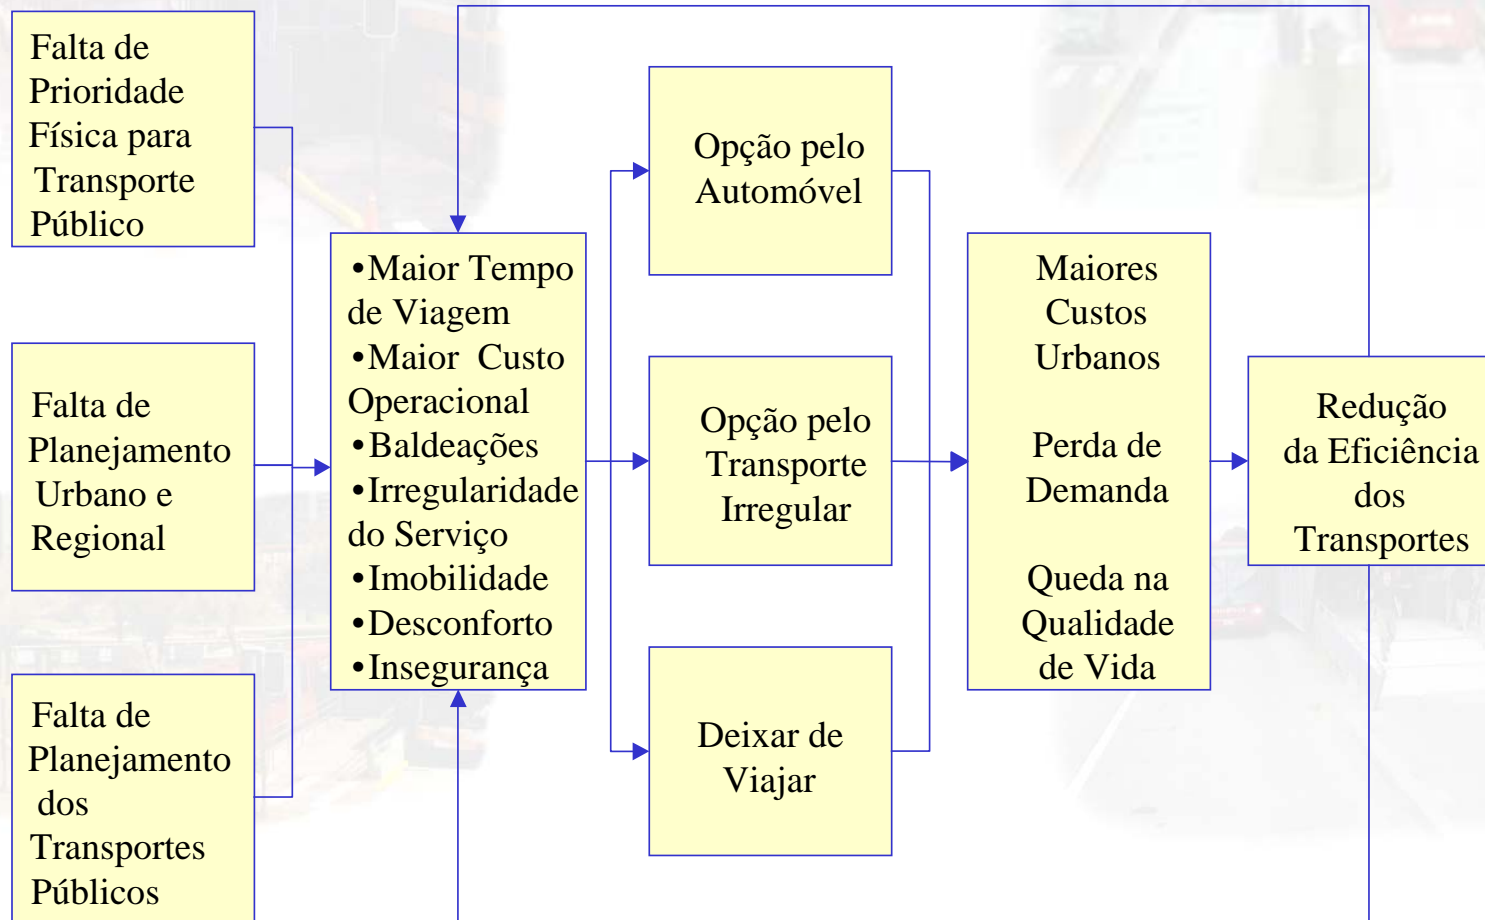 Falta de
Prioridade
Física para
Transporte
Público
Falta de
Planejamento
Urbano e
Regional
Falta de
Planejamento
dos
Transportes
Públicos
•Maior Tempo
de Viagem
•Maior Custo
Operacional
•Baldeações
•Irregularidade
do Serviço
•Imobilidade
•Desconforto
•Insegurança
Opção pelo
Automóvel
Opção pelo
Transporte
Irregular
Deixar de
Viajar
Maiores
Custos
Urbanos
Perda de
Demanda
Queda na
Qualidade
de Vida
Redução
da Eficiência
dos
Transportes